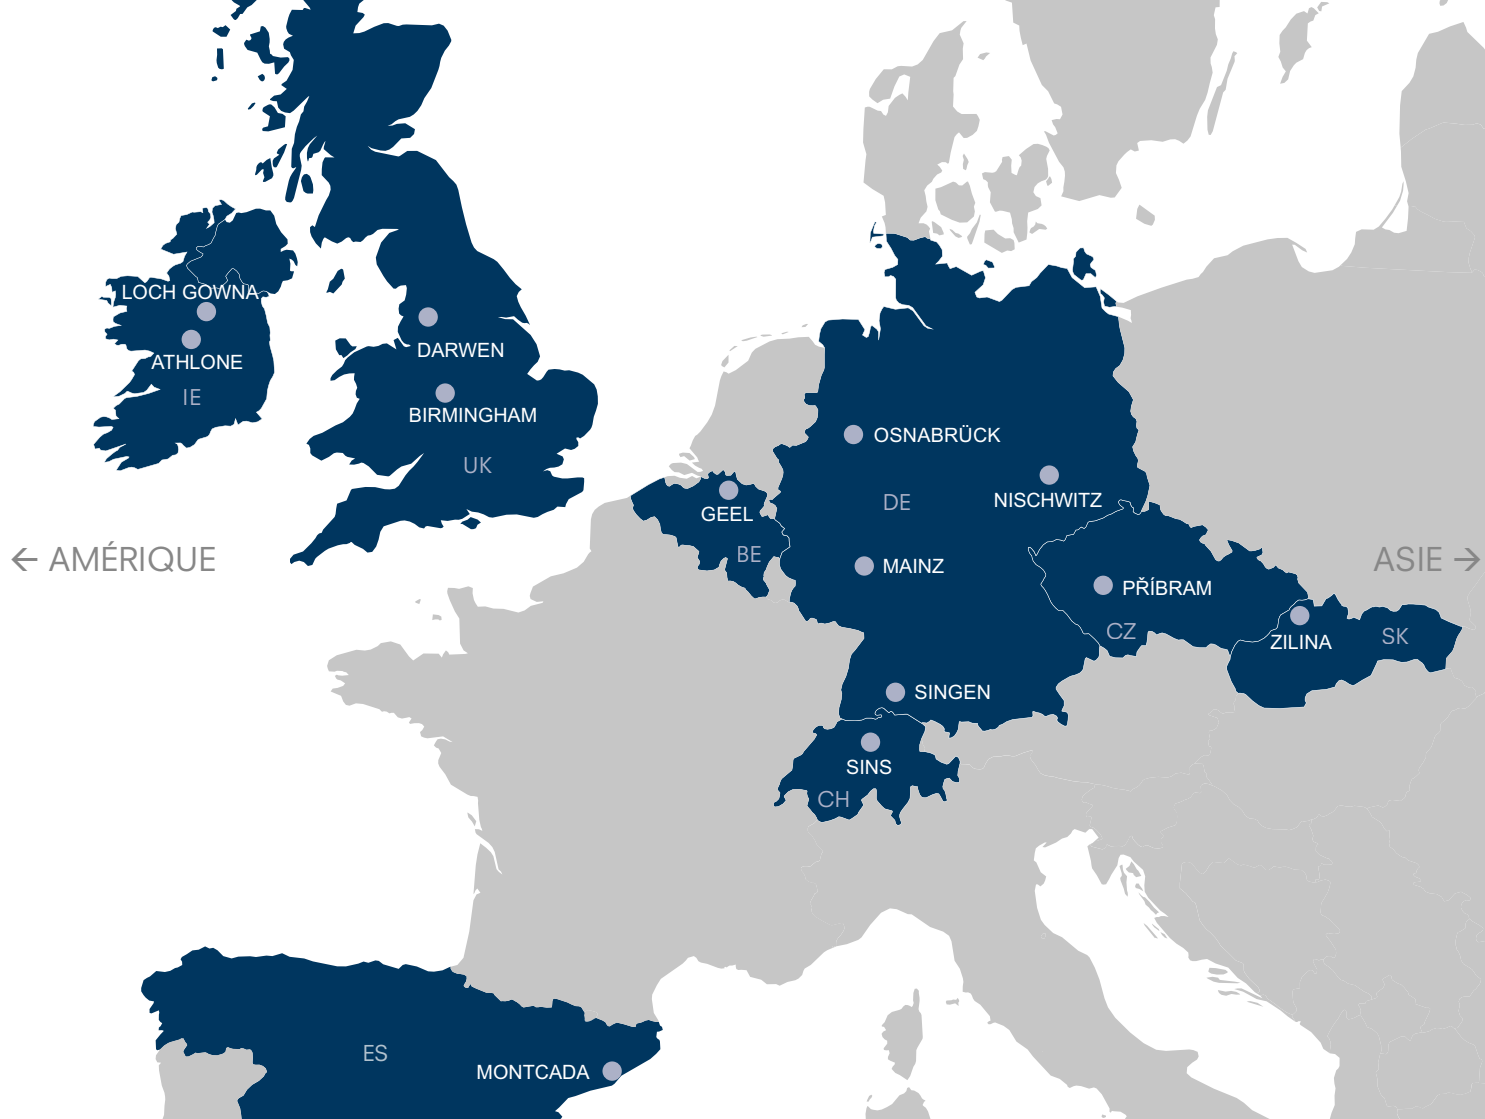 LOCH GOWNA
ATHLONE
IE
DARWEN
BIRMINGHAM
UK
OSNABRÜCK
NISCHWITZ
DE
GEEL
BE
← AMÉRIQUE
ASIE →
MAINZ
PŘÍBRAM
CZ
ZILINA
SK
SINGEN
SINS
CH
ES
MONTCADA